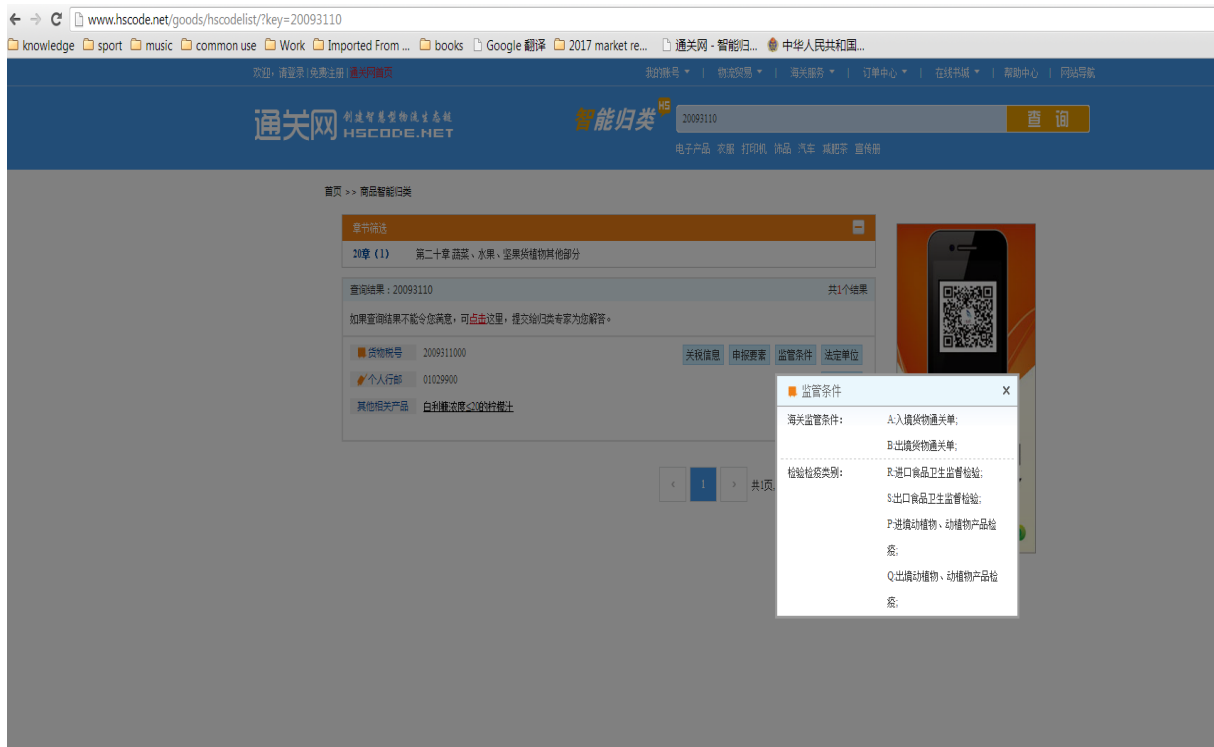 www.hscode.net/goods/hscodelist/?key=20093110
knowledge sport music common use Work Imported From ... books Google 翻译 2017 market re... 通关网 - 智能归... 中华人民共和国...
欢迎，请登录|免费注册|通关网首页 我的账号 | 物流贸易 | 海关服务 | 订单中心 | 在线书城 | 帮助中心 | 网站导航
通关网 创建智慧型物流生态链 HSCODE.NET 智能归类 HS 20093110 查 询
电子产品 衣服 打印机 饰品 汽车 减肥茶 宣传册
首页 >> 商品智能归类
章节筛选
20章（1） 第二十章 蔬菜、水果、坚果货植物其他部分
查询结果：20093110 共1个结果
如果查询结果不能令您满意，可点击这里，提交给归类专家为您解答。
货物税号 2009311000 关税信息 申报要素 监管条件 法定单位
个人行邮 01029900
其他相关产品 白利糖浓度≤20的柠檬汁
‹ 1 › 共1页,
监管条件 x
海关监管条件: A:入境货物通关单;
B:出境货物通关单;
检验检疫类别: R:进口食品卫生监督检验;
S:出口食品卫生监督检验;
P:进境动植物、动植物产品检
疫;
Q:出境动植物、动植物产品检
疫;